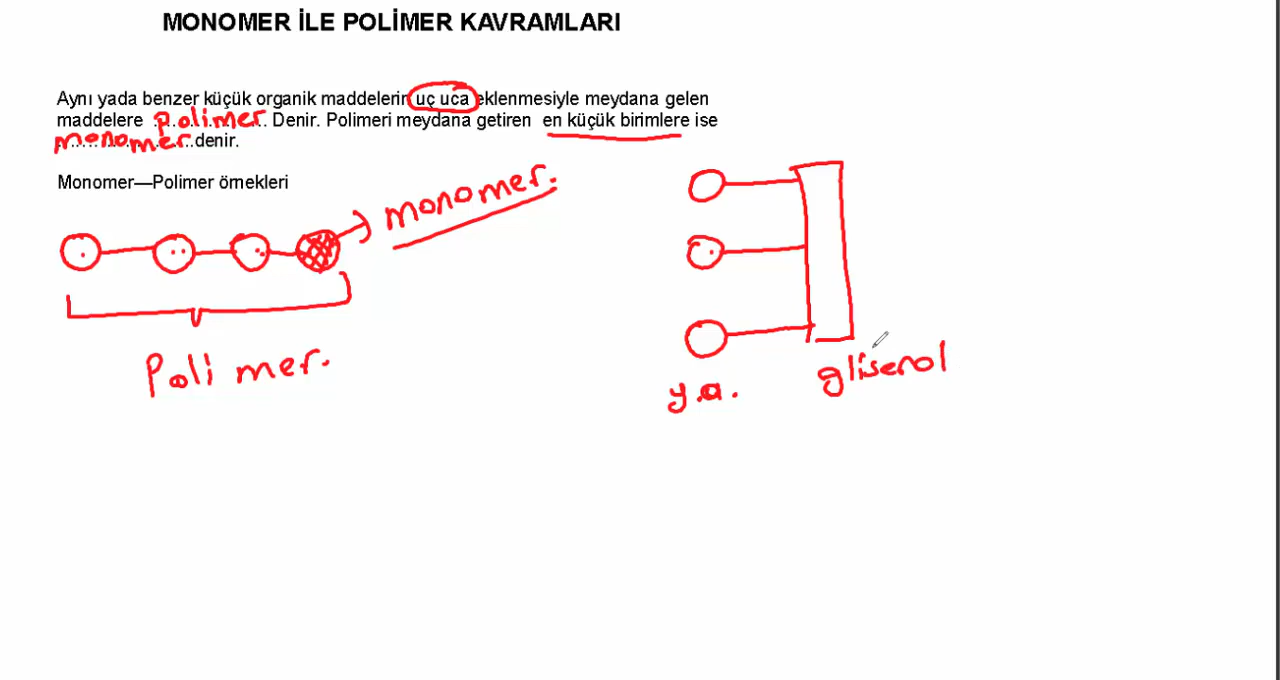 MONOMER İLE POLİMER KAVRAMLARI
Aynı yada benzer küçük organik maddelerin uç uca eklenmesiyle meydana gelen
maddelere polimer Denir. Polimeri meydana getiren en küçük birimlere ise
monomer denir.
Monomer—Polimer örnekleri
monomer.
Polimer.
y.a.
gliserol